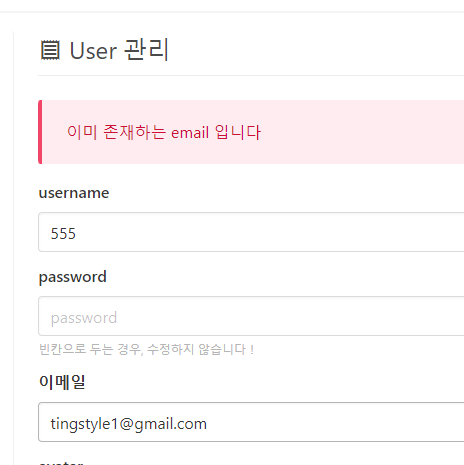 User 관리
이미 존재하는 email 입니다
username
555
password
password
빈칸으로 두는 경우, 수정하지 않습니다 !
이메일
tingstyle1@gmail.com